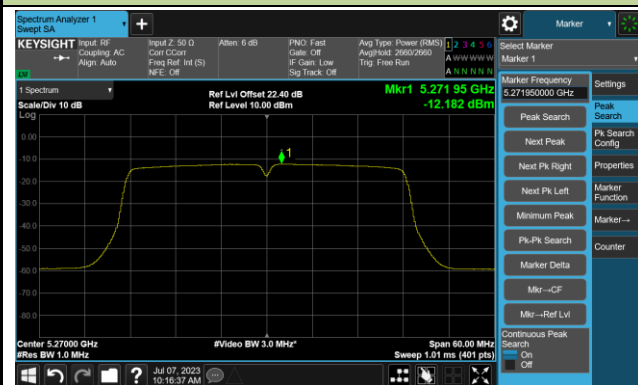 Spectrum Analyzer 1
Swept SA
Marker
KEYSIGHT
Input: RF
Coupling: AC
Align: Auto
Input Z: 50 Ω
Corr CCorr
Freq Ref: Int (S)
NFE: Off
Atten: 6 dB
PNO: Fast
Gate: Off
IF Gain: Low
Sig Track: Off
Avg Type: Power (RMS)
Avg|Hold: 2660/2660
Trig: Free Run
1 2 3 4 5 6
A W W W W W
A N N N N N
LXI
Select Marker
Marker 1
Marker Frequency
5.271950000 GHz
Peak Search
Next Peak
Next Pk Right
Next Pk Left
Minimum Peak
Pk-Pk Search
Marker Delta
Mkr→CF
Mkr→Ref Lvl
Continuous Peak
Search
On
Off
Settings
Peak
Search
Pk Search
Config
Properties
Marker
Function
Marker→
Counter
1 Spectrum
Scale/Div 10 dB
Log
Ref Lvl Offset 22.40 dB
Ref Level 10.00 dBm
Mkr1 5.271 95 GHz
-12.182 dBm
1
0.00
-10.0
-20.0
-30.0
-40.0
-50.0
-60.0
-70.0
-80.0
Center 5.27000 GHz
#Res BW 1.0 MHz
#Video BW 3.0 MHz*
Span 60.00 MHz
Sweep 1.01 ms (401 pts)
?
Jul 07, 2023
10:16:37 AM